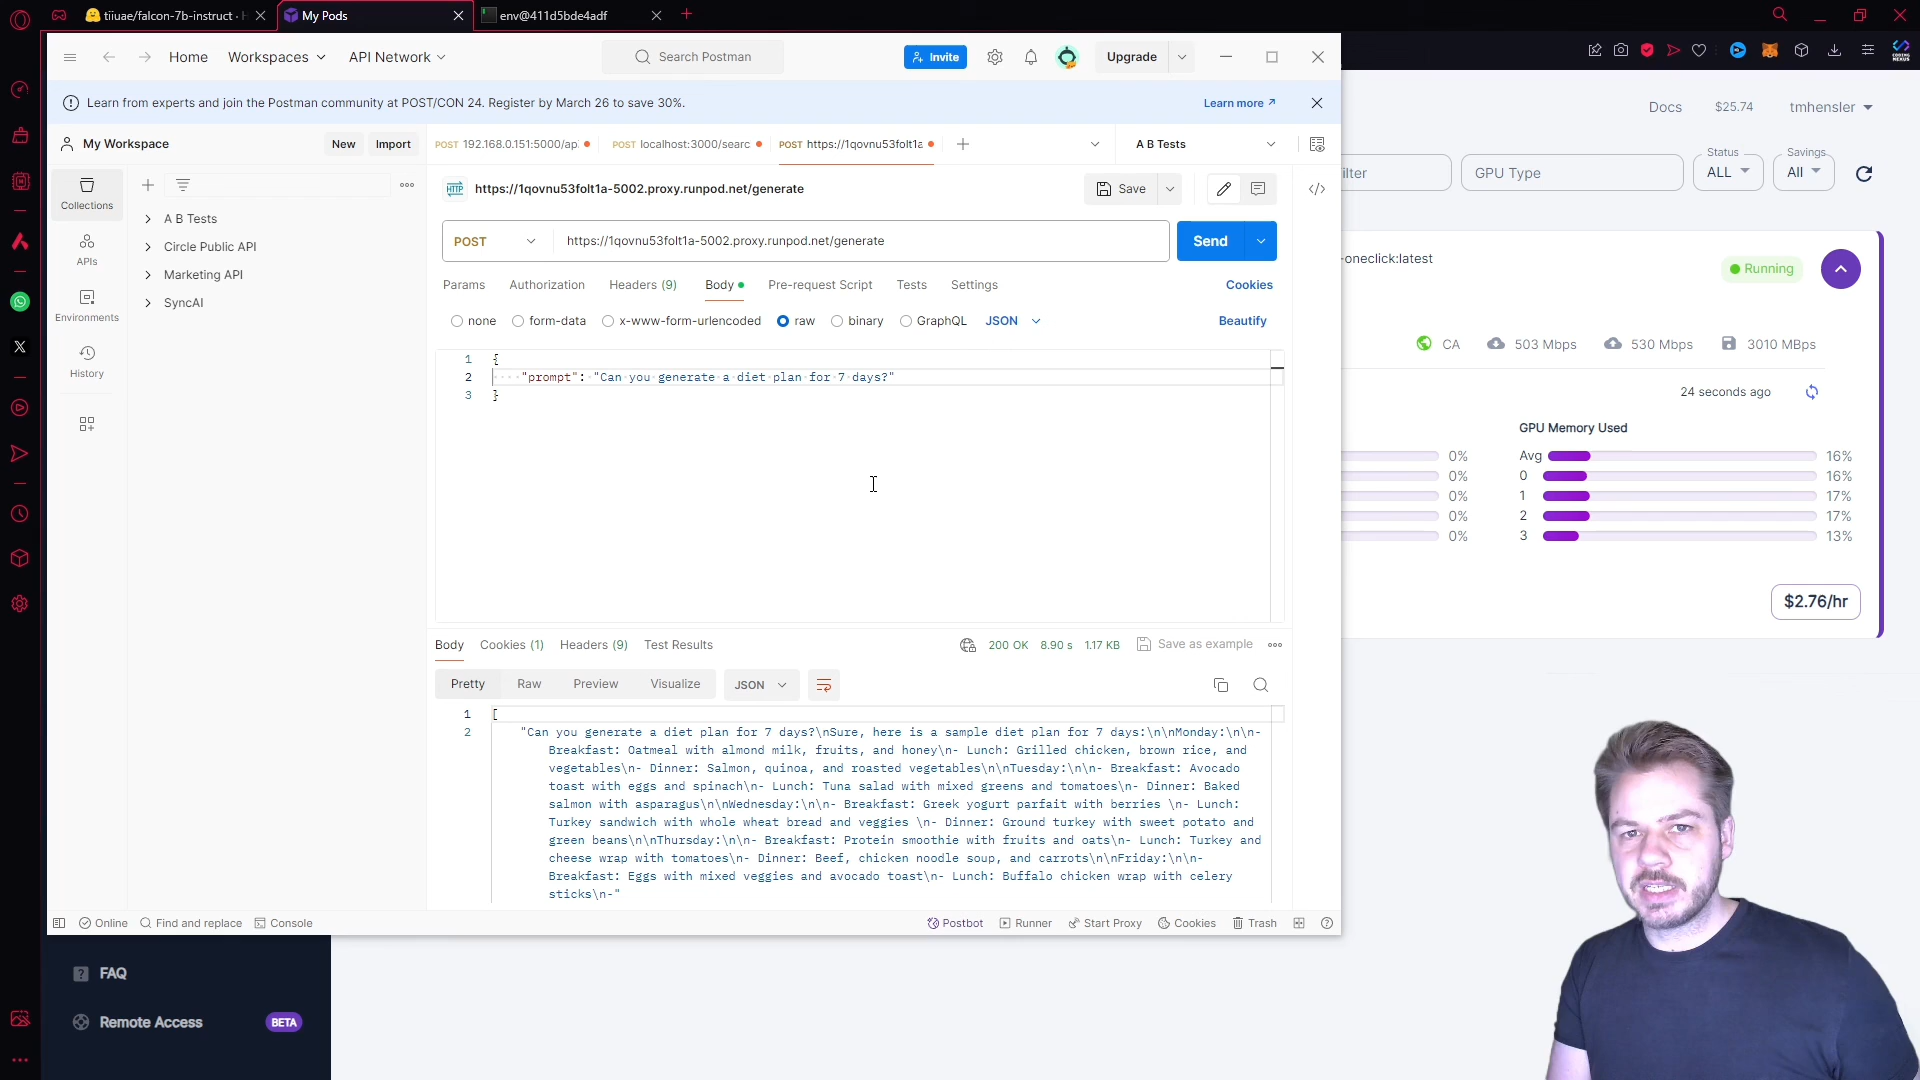 tiiuae/falcon-7b-instruct ·
My Pods
env@411d5bde4adf
Home
Workspaces
API Network
Search Postman
Invite
Upgrade
Learn from experts and join the Postman community at POST/CON 24. Register by March 26 to save 30%.
Learn more
Docs
$25.74
tmhensler
My Workspace
New
Import
POST 192.168.0.151:5000/ap
POST localhost:3000/searc
POST https://1qovnu53folt1a
A B Tests
ilter
GPU Type
Status
ALL
Savings
All
Collections
APIs
Environments
History
A B Tests
Circle Public API
Marketing API
SyncAI
HTTP
https://1qovnu53folt1a-5002.proxy.runpod.net/generate
Save
POST
https://1qovnu53folt1a-5002.proxy.runpod.net/generate
Send
Params
Authorization
Headers (9)
Body
Pre-request Script
Tests
Settings
Cookies
none
form-data
x-www-form-urlencoded
raw
binary
GraphQL
JSON
Beautify
1 {
2 "prompt": "Can you generate a diet plan for 7 days?"
3 }
-oneclick:latest
Running
CA
503 Mbps
530 Mbps
3010 MBps
24 seconds ago
GPU Memory Used
0% Avg 16%
0% 0 16%
0% 1 17%
0% 2 17%
0% 3 13%
$2.76/hr
Body
Cookies (1)
Headers (9)
Test Results
200 OK
8.90 s
1.17 KB
Save as example
Pretty
Raw
Preview
Visualize
JSON
1 [
2 "Can you generate a diet plan for 7 days?\nSure, here is a sample diet plan for 7 days:\n\nMonday:\n\n-
Breakfast: Oatmeal with almond milk, fruits, and honey\n- Lunch: Grilled chicken, brown rice, and
vegetables\n- Dinner: Salmon, quinoa, and roasted vegetables\n\nTuesday:\n\n- Breakfast: Avocado
toast with eggs and spinach\n- Lunch: Tuna salad with mixed greens and tomatoes\n- Dinner: Baked
salmon with asparagus\n\nWednesday:\n\n- Breakfast: Greek yogurt parfait with berries \n- Lunch:
Turkey sandwich with whole wheat bread and veggies \n- Dinner: Ground turkey with sweet potato and
green beans\n\nThursday:\n\n- Breakfast: Protein smoothie with fruits and oats\n- Lunch: Turkey and
cheese wrap with tomatoes\n- Dinner: Beef, chicken noodle soup, and carrots\n\nFriday:\n\n-
Breakfast: Eggs with mixed veggies and avocado toast\n- Lunch: Buffalo chicken wrap with celery
sticks\n-"
Online
Find and replace
Console
Postbot
Runner
Start Proxy
Cookies
Trash
FAQ
Remote Access
BETA